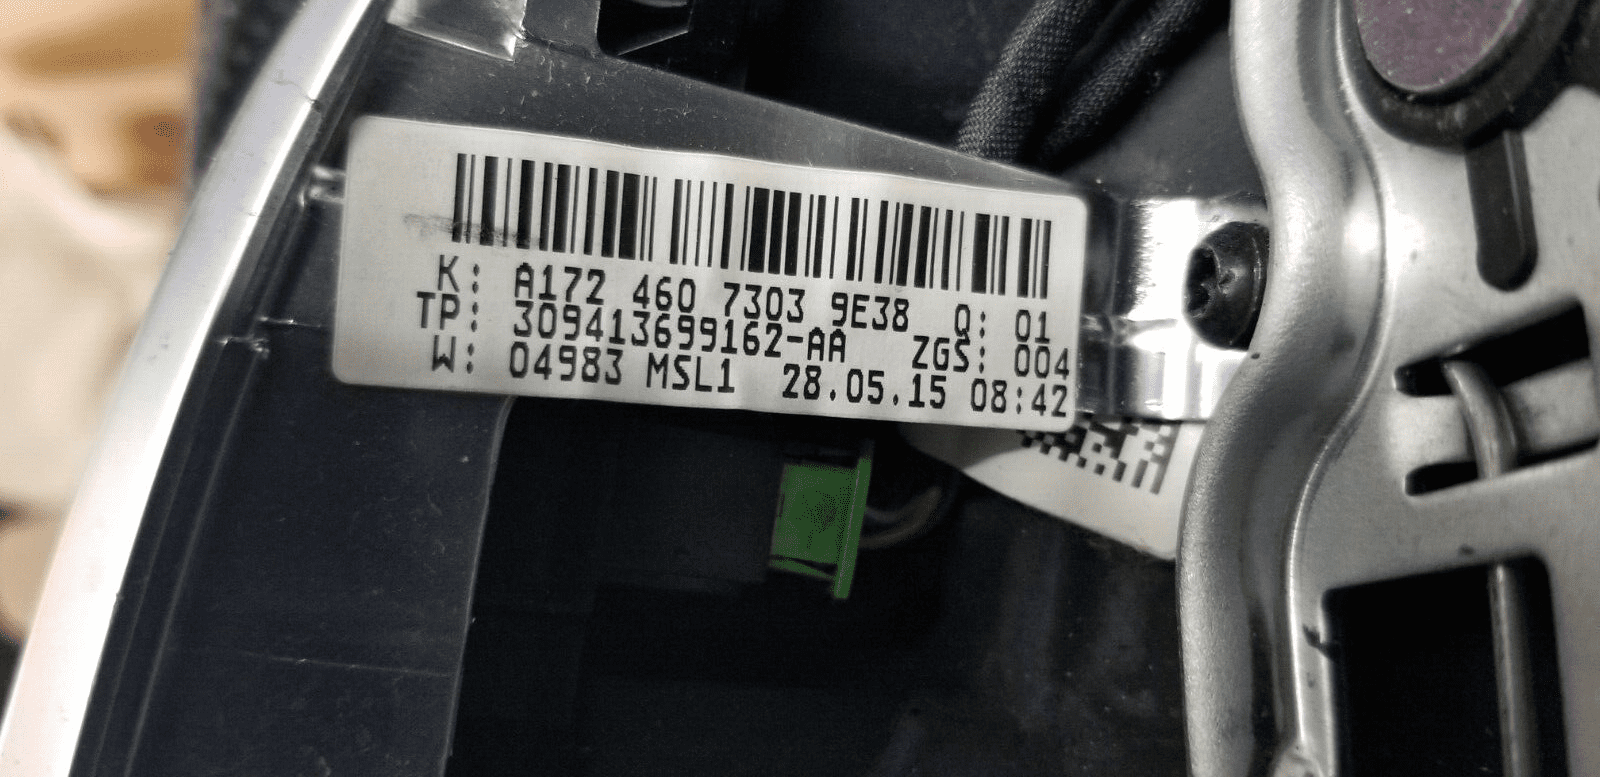 K: A172 460 7303 9E38 Q: 01
TP: 309413699162-AA ZGS: 004
W: 04983 MSL1 28.05.15 08:42